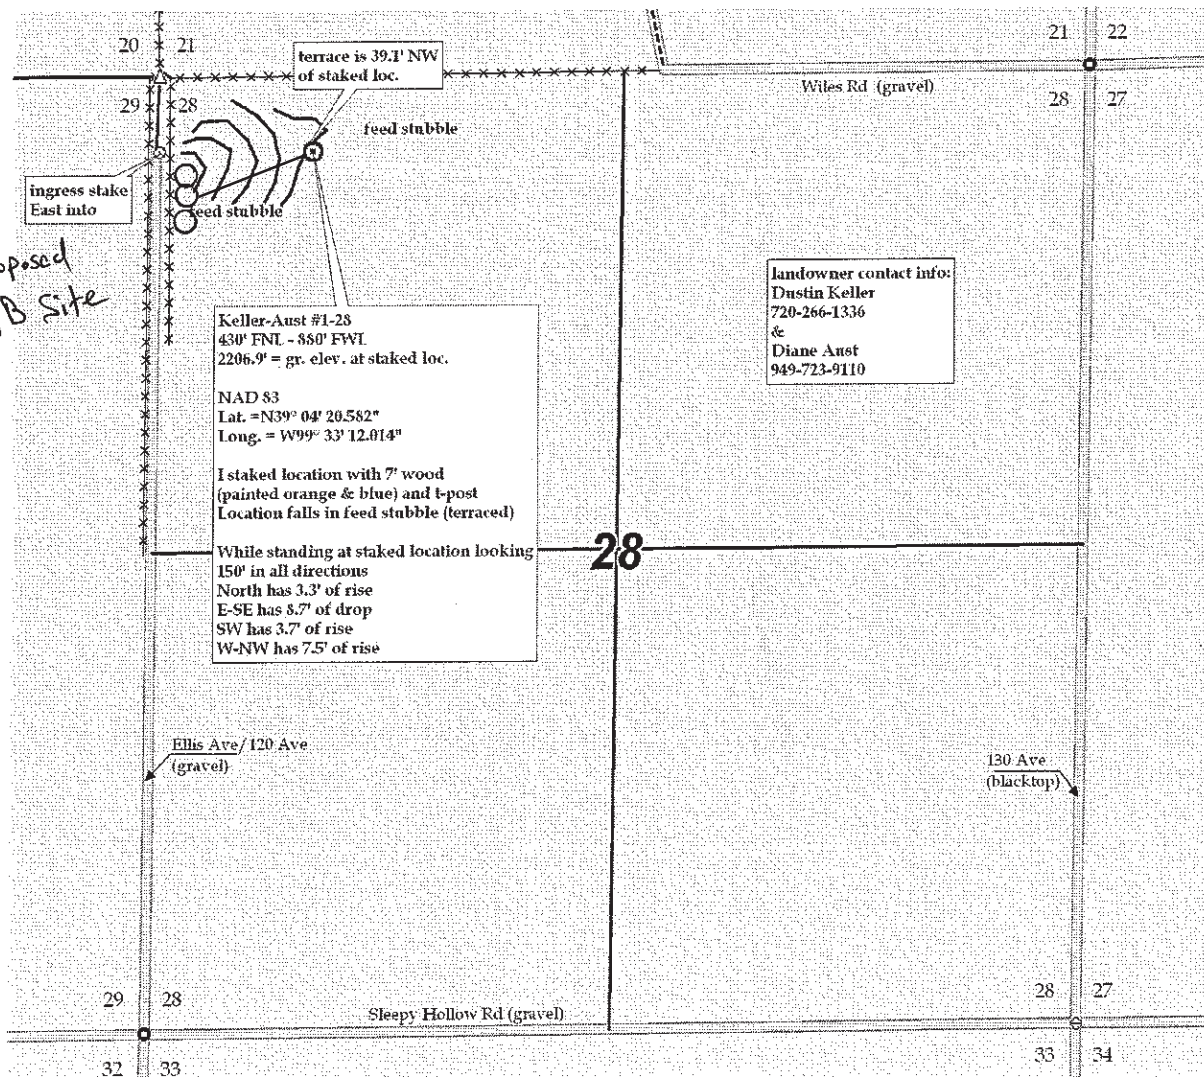 20 21
21 22
terrace is 39.1' NW
of staked loc.
Wiles Rd (gravel)
29 28
28 27
feed stubble
ingress stake
East into
feed stubble
B Site
landowner contact info:
Dustin Keller
720-266-1336
&
Diane Aust
949-723-9110
Keller-Aust #1-28
430' FNL - 880' FWL
2206.9' = gr. elev. at staked loc.
NAD 83
Lat. =N39° 04' 20.582"
Long. = W99° 33' 12.014"
I staked location with 7' wood
(painted orange & blue) and t-post
Location falls in feed stubble (terraced)
While standing at staked location looking
150' in all directions
North has 3.3' of rise
E-SE has 8.7' of drop
SW has 3.7' of rise
W-NW has 7.5' of rise
28
Ellis Ave/120 Ave
(gravel)
130 Ave
(blacktop)
29 28
28 27
Sleepy Hollow Rd (gravel)
32 33
33 34